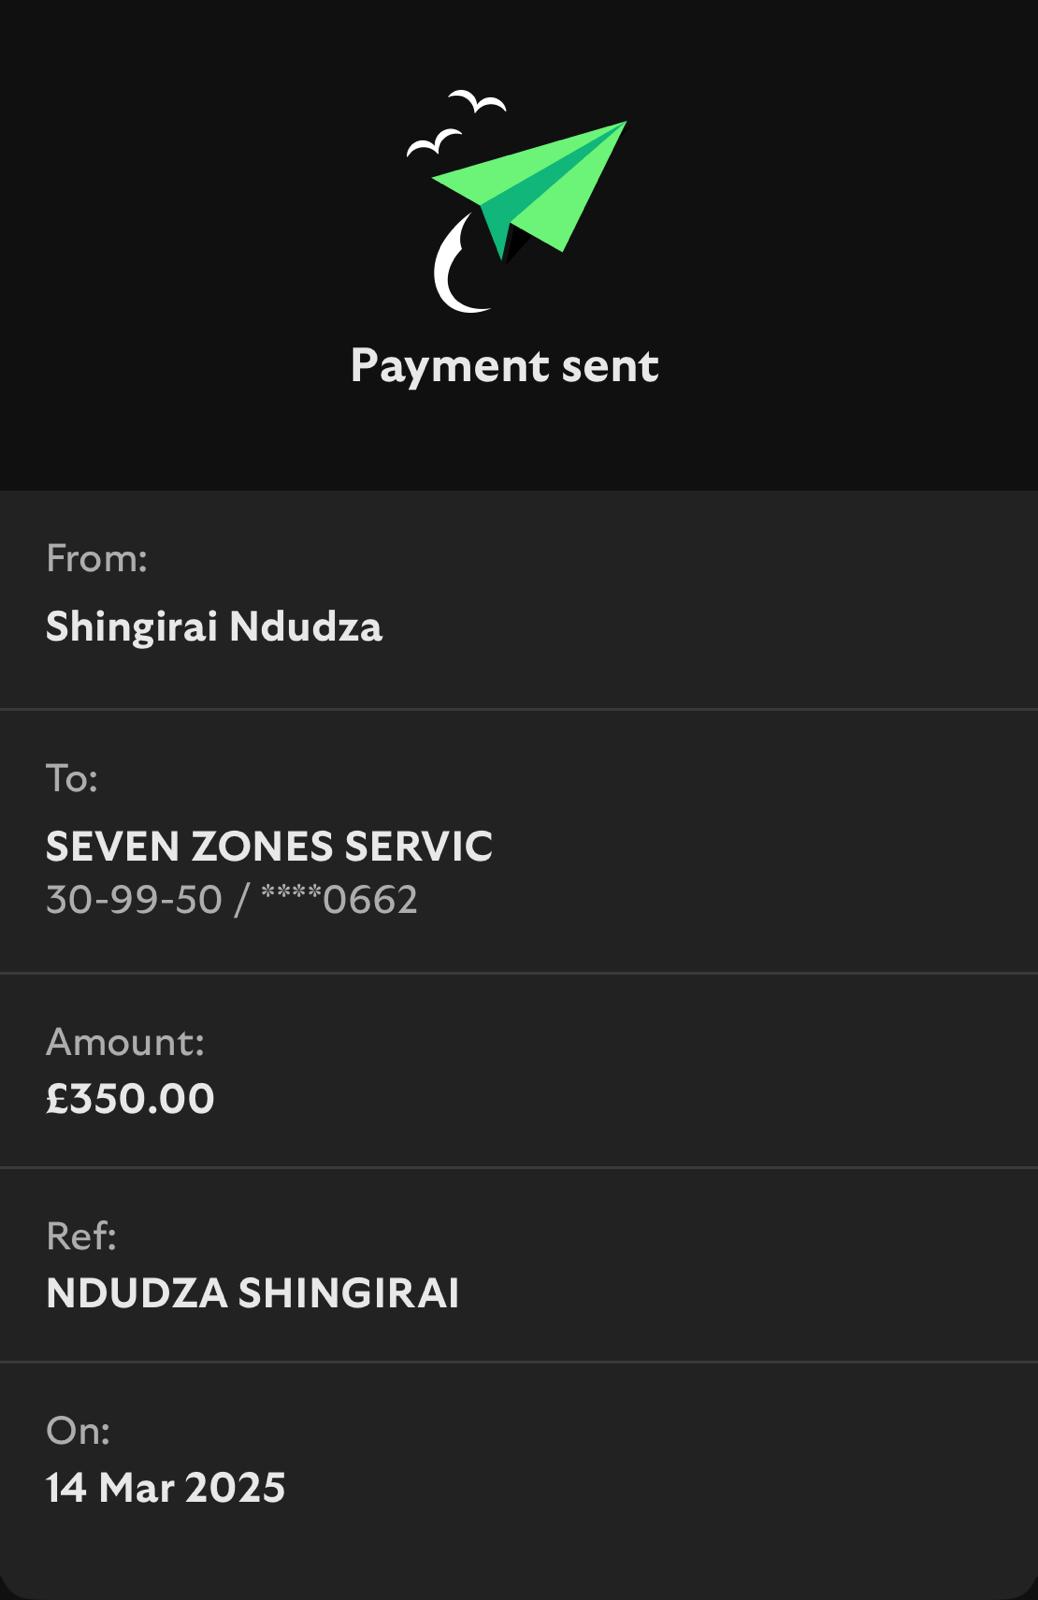 Payment sent
From:
Shingirai Ndudza
To:
SEVEN ZONES SERVIC
30-99-50 / ****0662
Amount:
£350.00
Ref:
NDUDZA SHINGIRAI
On:
14 Mar 2025